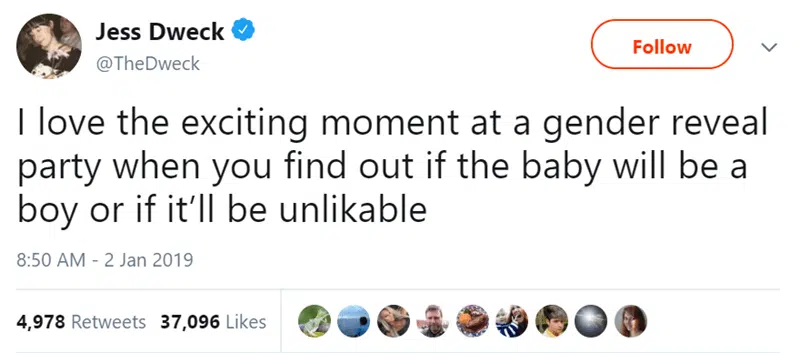 Jess Dweck
@TheDweck
Follow
I love the exciting moment at a gender reveal
party when you find out if the baby will be a
boy or if it’ll be unlikable
8:50 AM - 2 Jan 2019
4,978 Retweets 37,096 Likes